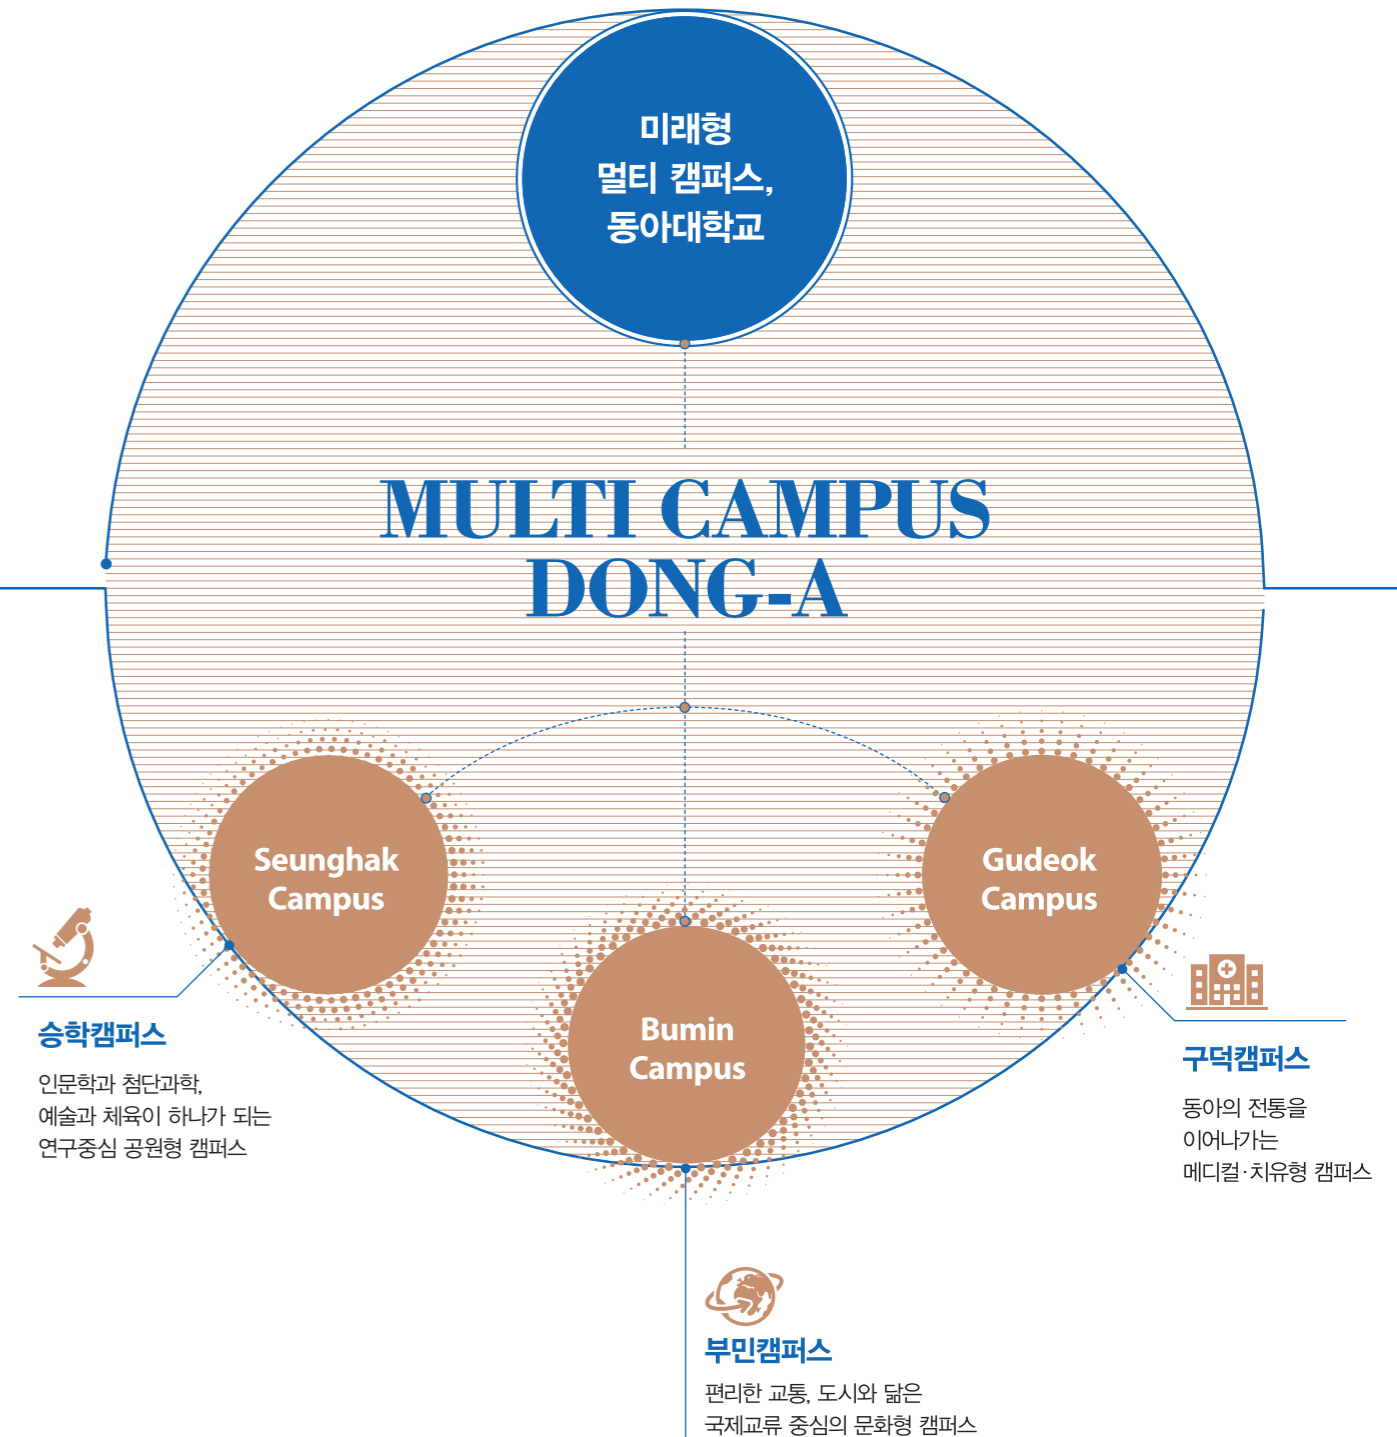 미래형
멀티 캠퍼스,
동아대학교
MULTI CAMPUS
DONG-A
Seunghak
Campus
Gudeok
Campus
Bumin
Campus
승학캠퍼스
인문학과 첨단과학,
예술과 체육이 하나가 되는
연구중심 공원형 캠퍼스
구덕캠퍼스
동아의 전통을
이어나가는
메디컬·치유형 캠퍼스
부민캠퍼스
편리한 교통, 도시와 닮은
국제교류 중심의 문화형 캠퍼스